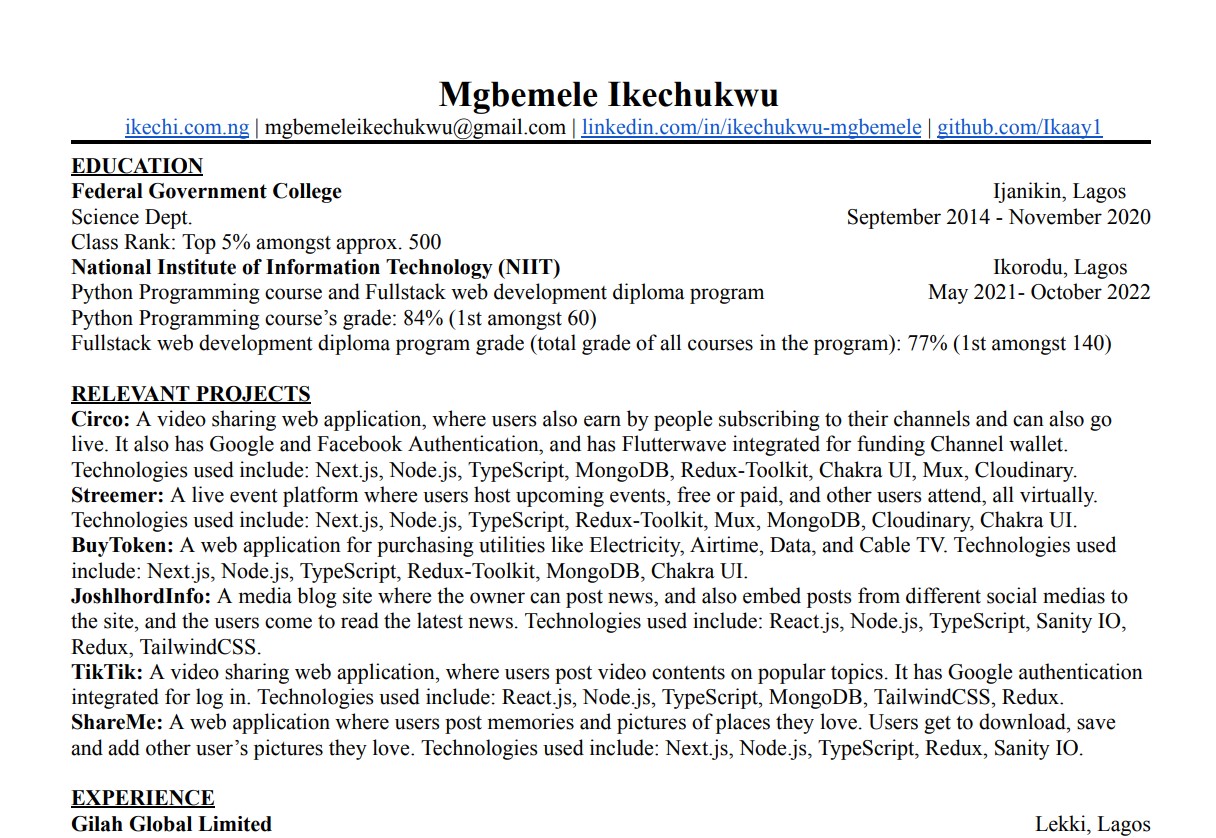 Mgbemele Ikechukwu
ikechi.com.ng | mgbemeleikechukwu@gmail.com | linkedin.com/in/ikechukwu-mgbemele | github.com/Ikaay1
EDUCATION
Federal Government College Ijanikin, Lagos
Science Dept. September 2014 - November 2020
Class Rank: Top 5% amongst approx. 500
National Institute of Information Technology (NIIT) Ikorodu, Lagos
Python Programming course and Fullstack web development diploma program May 2021- October 2022
Python Programming course’s grade: 84% (1st amongst 60)
Fullstack web development diploma program grade (total grade of all courses in the program): 77% (1st amongst 140)
RELEVANT PROJECTS
Circo: A video sharing web application, where users also earn by people subscribing to their channels and can also go
live. It also has Google and Facebook Authentication, and has Flutterwave integrated for funding Channel wallet.
Technologies used include: Next.js, Node.js, TypeScript, MongoDB, Redux-Toolkit, Chakra UI, Mux, Cloudinary.
Streemer: A live event platform where users host upcoming events, free or paid, and other users attend, all virtually.
Technologies used include: Next.js, Node.js, TypeScript, Redux-Toolkit, Mux, MongoDB, Cloudinary, Chakra UI.
BuyToken: A web application for purchasing utilities like Electricity, Airtime, Data, and Cable TV. Technologies used
include: Next.js, Node.js, TypeScript, Redux-Toolkit, MongoDB, Chakra UI.
JoshlhordInfo: A media blog site where the owner can post news, and also embed posts from different social medias to
the site, and the users come to read the latest news. Technologies used include: React.js, Node.js, TypeScript, Sanity IO,
Redux, TailwindCSS.
TikTik: A video sharing web application, where users post video contents on popular topics. It has Google authentication
integrated for log in. Technologies used include: React.js, Node.js, TypeScript, MongoDB, TailwindCSS, Redux.
ShareMe: A web application where users post memories and pictures of places they love. Users get to download, save
and add other user’s pictures they love. Technologies used include: Next.js, Node.js, TypeScript, Redux, Sanity IO.
EXPERIENCE
Gilah Global Limited Lekki, Lagos